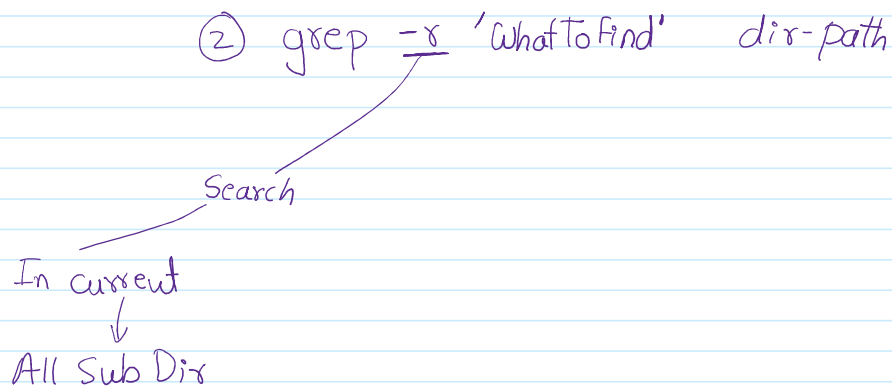 ② grep -r 'WhatToFind' dir-path
Search
In current
All Sub Dir